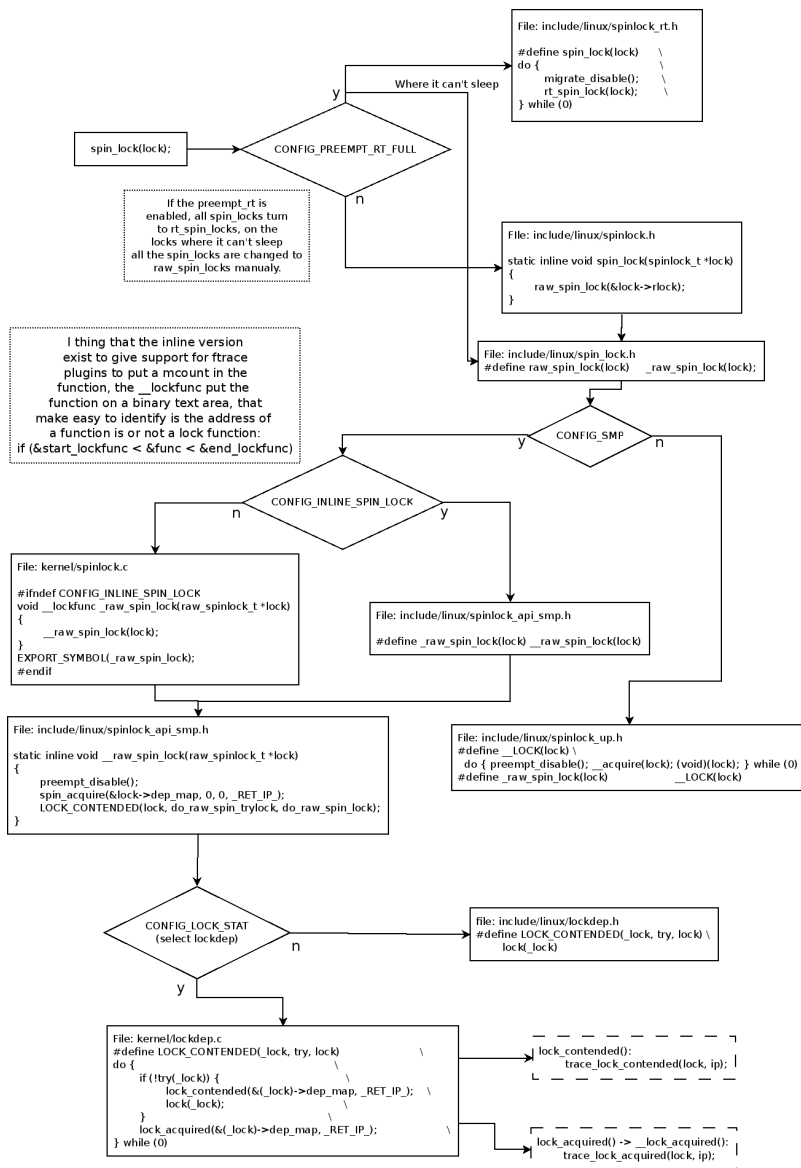 File: include/linux/spinlock_rt.h
#define spin_lock(lock) \
do { \
migrate_disable(); \
rt_spin_lock(lock); \
} while (0)
y
Where it can't sleep
spin_lock(lock);
CONFIG_PREEMPT_RT_FULL
n
If the preempt_rt is
enabled, all spin_locks turn
to rt_spin_locks, on the
locks where it can't sleep
all the spin_locks are changed to
raw_spin_locks manualy.
FIle: include/linux/spinlock.h
static inline void spin_lock(spinlock_t *lock)
{
raw_spin_lock(&lock->rlock);
}
I thing that the inline version
exist to give support for ftrace
plugins to put a mcount in the
function, the __lockfunc put the
function on a binary text area, that
make easy to identify is the address of
a function is or not a lock function:
if (&start_lockfunc < &func < &end_lockfunc)
File: include/linux/spin_lock.h
#define raw_spin_lock(lock) _raw_spin_lock(lock);
y
CONFIG_SMP
n
n
CONFIG_INLINE_SPIN_LOCK
y
File: kernel/spinlock.c
#ifndef CONFIG_INLINE_SPIN_LOCK
void __lockfunc _raw_spin_lock(raw_spinlock_t *lock)
{
__raw_spin_lock(lock);
}
EXPORT_SYMBOL(_raw_spin_lock);
#endif
File: include/linux/spinlock_api_smp.h
#define _raw_spin_lock(lock) __raw_spin_lock(lock)
File: include/linux/spinlock_api_smp.h
static inline void __raw_spin_lock(raw_spinlock_t *lock)
{
preempt_disable();
spin_acquire(&lock->dep_map, 0, 0, _RET_IP_);
LOCK_CONTENDED(lock, do_raw_spin_trylock, do_raw_spin_lock);
}
File: include/linux/spinlock_up.h
#define __LOCK(lock) \
do { preempt_disable(); __acquire(lock); (void)(lock); } while (0)
#define _raw_spin_lock(lock) __LOCK(lock)
CONFIG_LOCK_STAT
(select lockdep)
n
y
file: include/linux/lockdep.h
#define LOCK_CONTENDED(_lock, try, lock) \
lock(_lock)
File: kernel/lockdep.c
#define LOCK_CONTENDED(_lock, try, lock) \
do { \
if (!try(_lock)) { \
lock_contended(&(_lock)->dep_map, _RET_IP_); \
lock(_lock); \
} \
lock_acquired(&(_lock)->dep_map, _RET_IP_); \
} while (0)
lock_contended():
trace_lock_contended(lock, ip);
lock_acquired() -> __lock_acquired():
trace_lock_acquired(lock, ip);